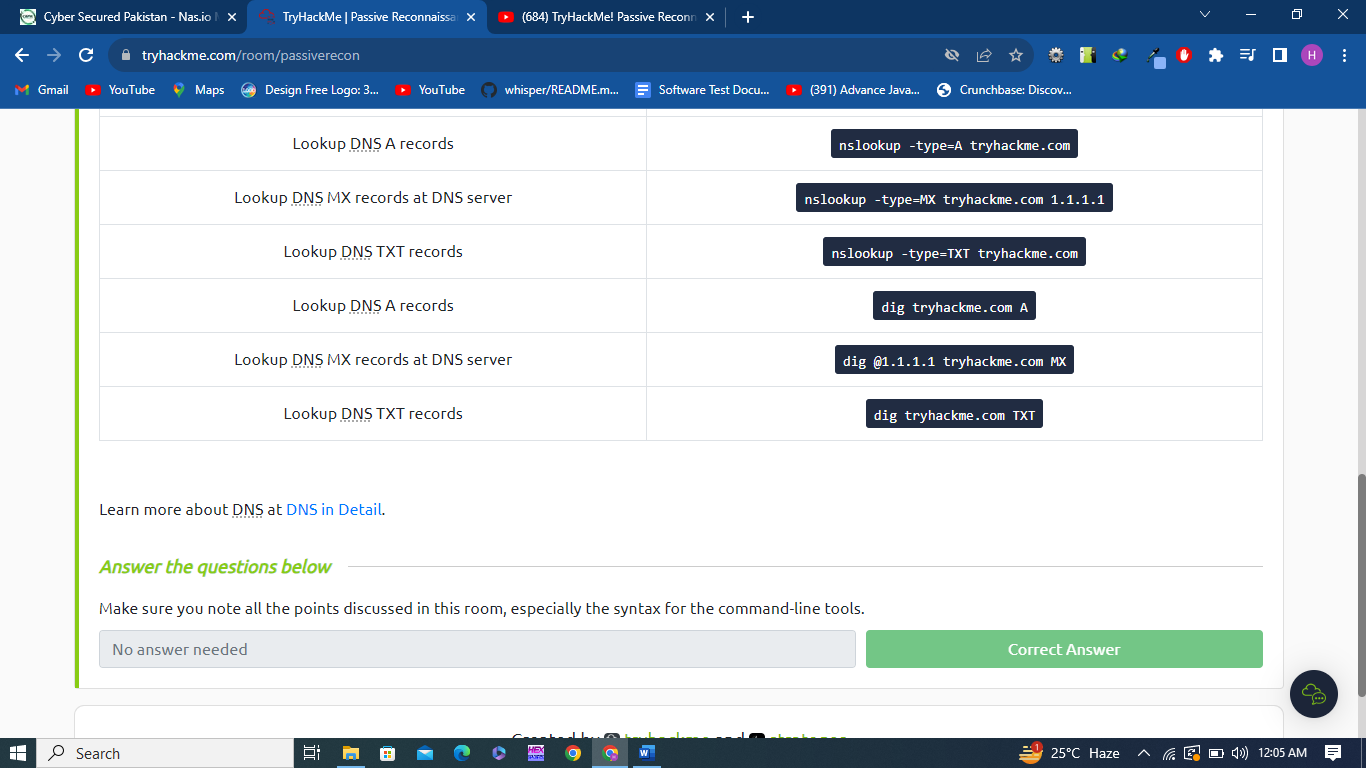 Cyber Secured Pakistan - Nas.io
TryHackMe | Passive Reconnaissa
(684) TryHackMe! Passive Reconn
tryhackme.com/room/passiverecon
H
Gmail
YouTube
Maps
Design Free Logo: 3...
YouTube
whisper/README.m...
Software Test Docu...
(391) Advance Java...
Crunchbase: Discov...
Lookup DNS A records
nslookup -type=A tryhackme.com
Lookup DNS MX records at DNS server
nslookup -type=MX tryhackme.com 1.1.1.1
Lookup DNS TXT records
nslookup -type=TXT tryhackme.com
Lookup DNS A records
dig tryhackme.com A
Lookup DNS MX records at DNS server
dig @1.1.1.1 tryhackme.com MX
Lookup DNS TXT records
dig tryhackme.com TXT
Learn more about DNS at DNS in Detail.
Answer the questions below
Make sure you note all the points discussed in this room, especially the syntax for the command-line tools.
No answer needed
Correct Answer
Created by tryhackme and strategos
Search
HEX
1
25°C Haze
12:05 AM